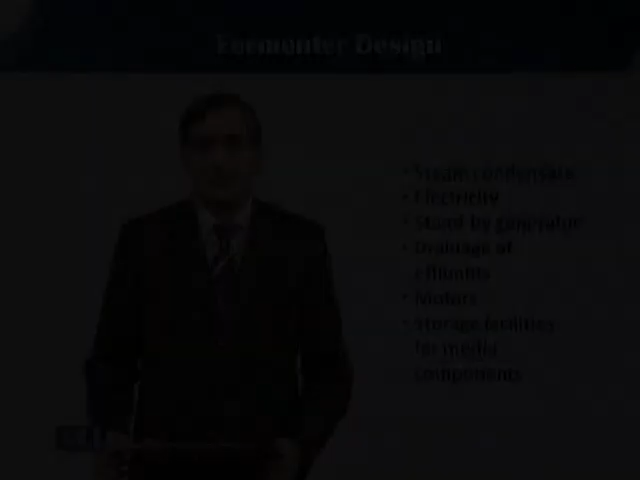 Fermenter Design
• Steam condensate
• Electricity
• Stand by generator
• Drainage of
effluents
• Motors
• Storage facilities
for media
components